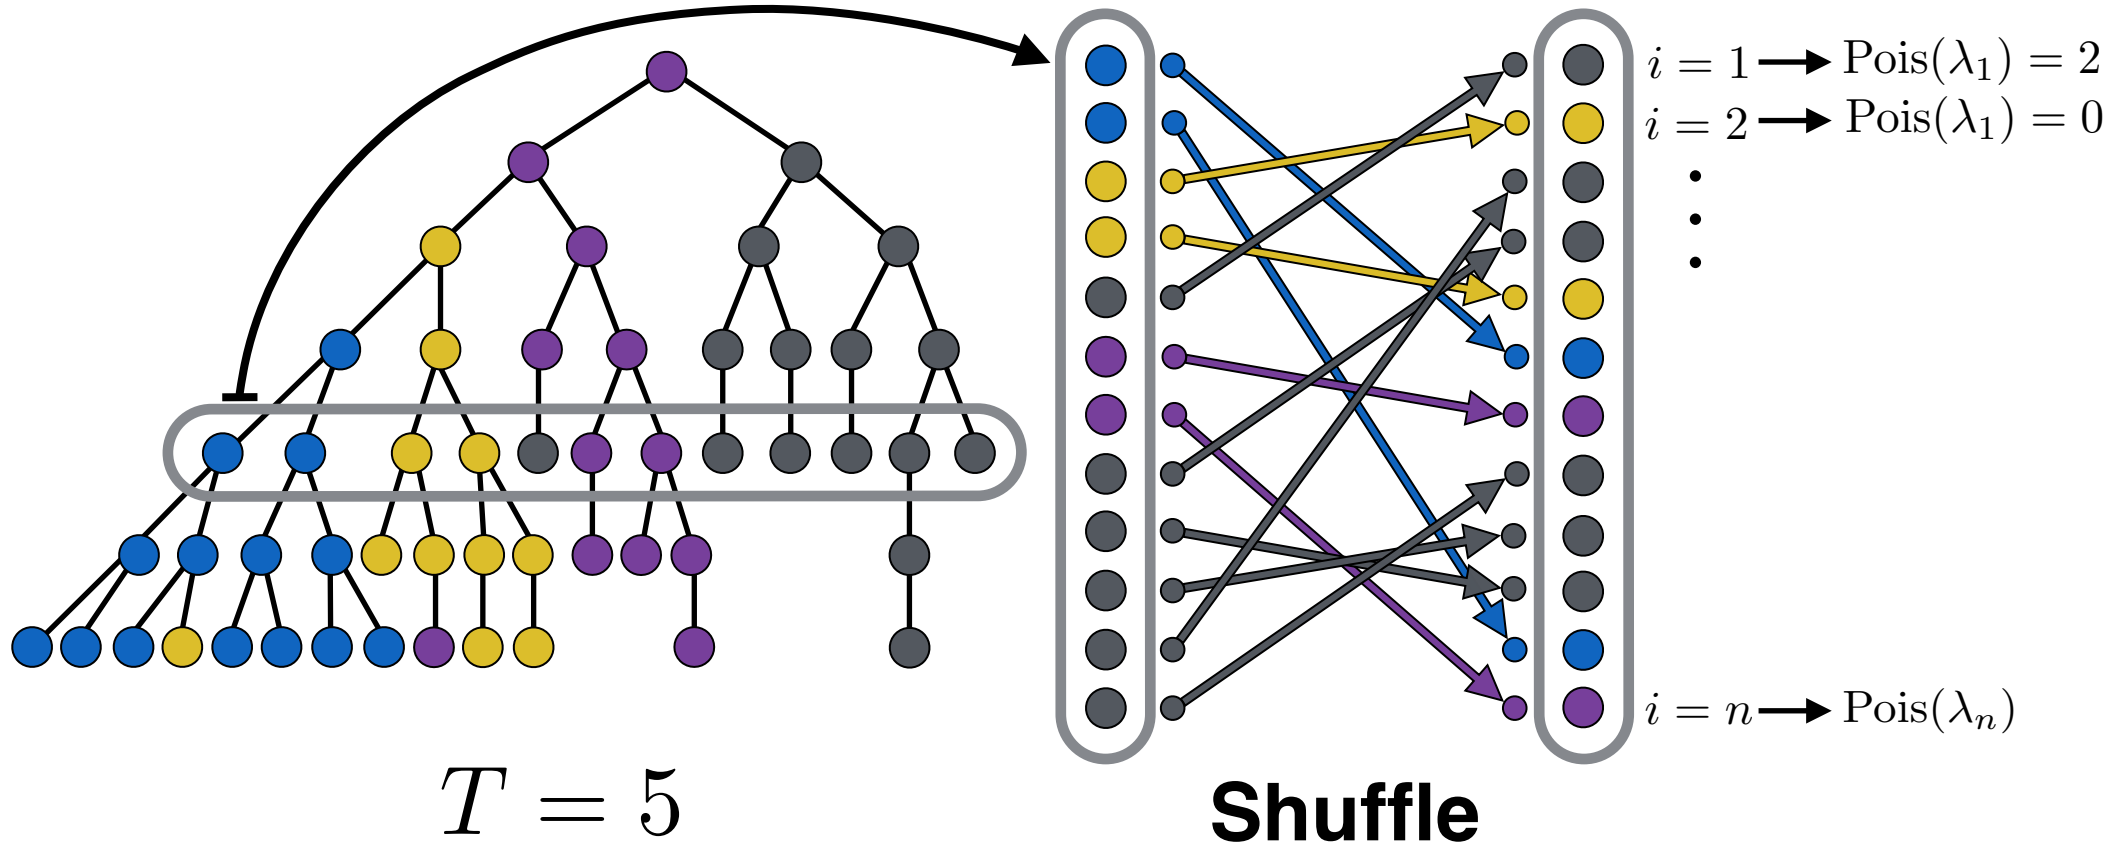 i = 1 → Pois(λ₁) = 2
i = 2 → Pois(λ₁) = 0
i = n → Pois(λₙ)
T = 5
Shuffle